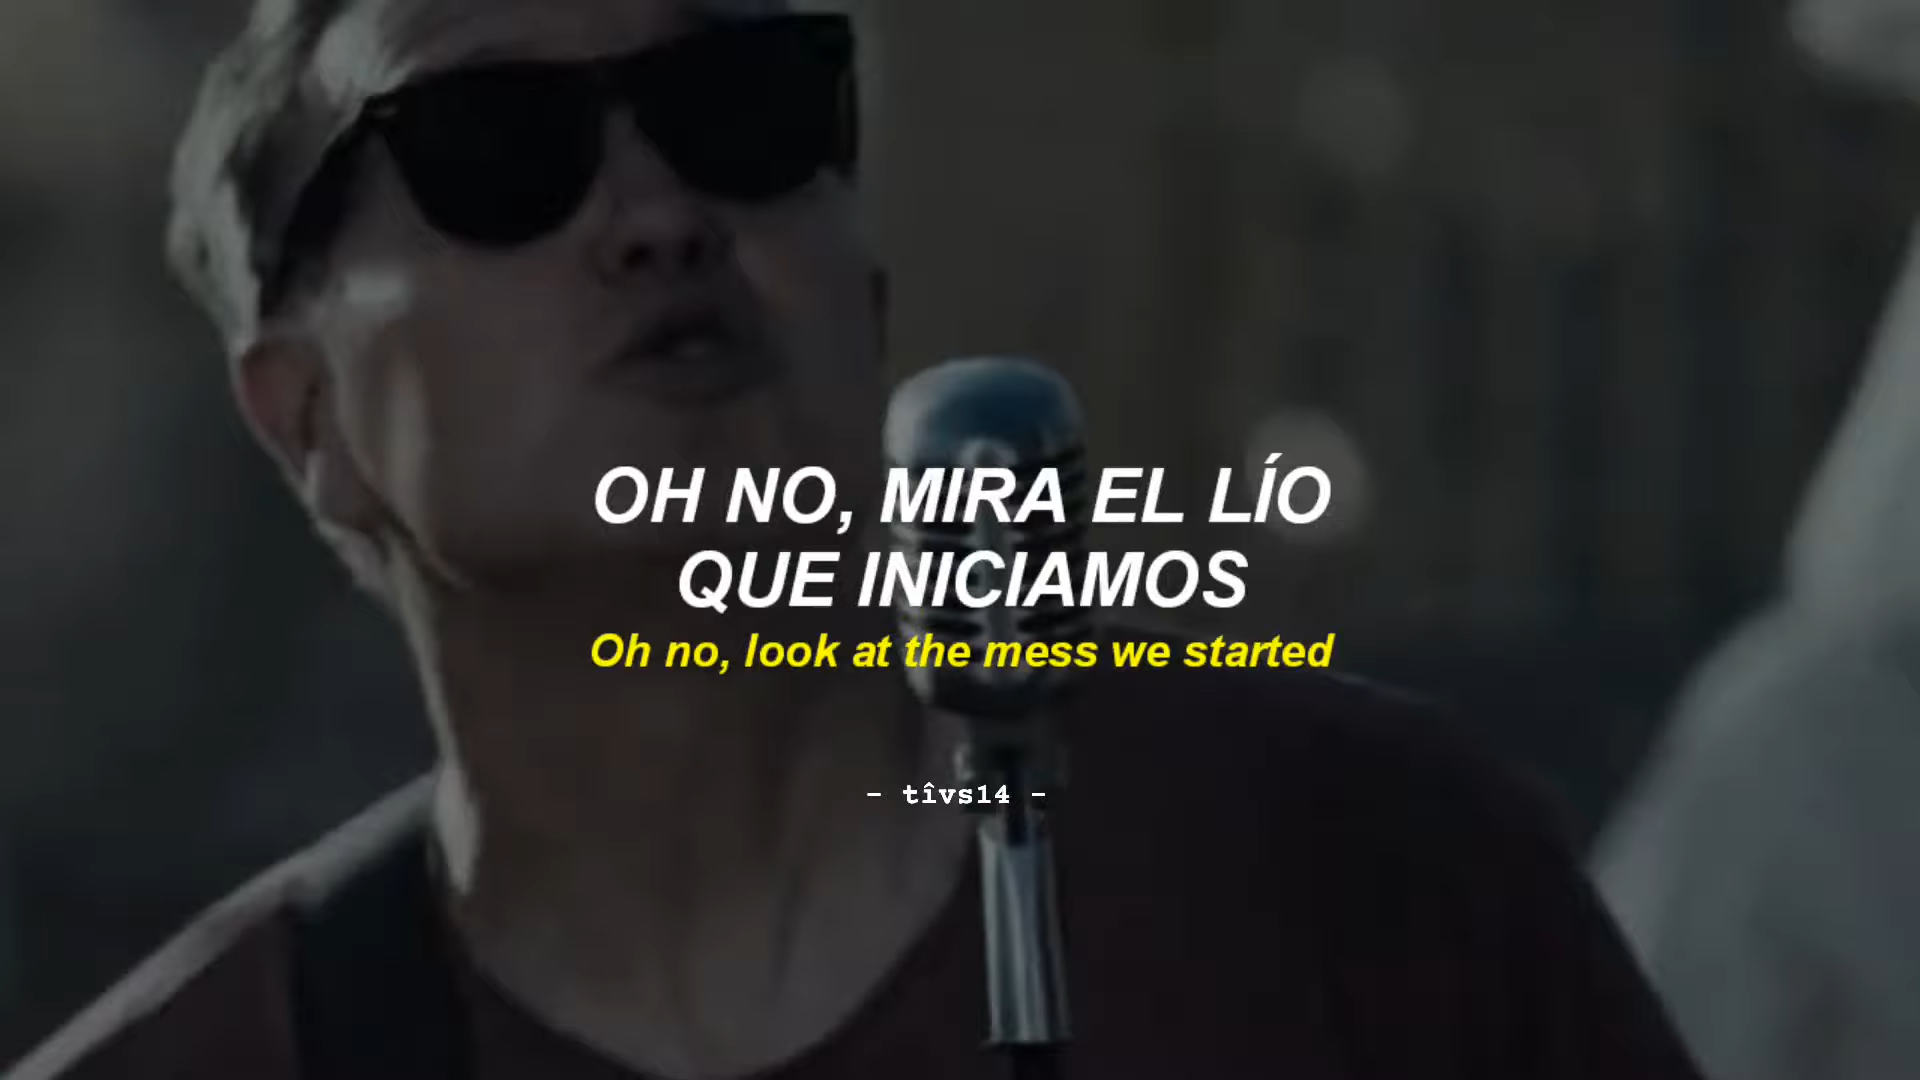 OH NO, MIRA EL LÍO
QUE INICIAMOS
Oh no, look at the mess we started
- tîvs14 -